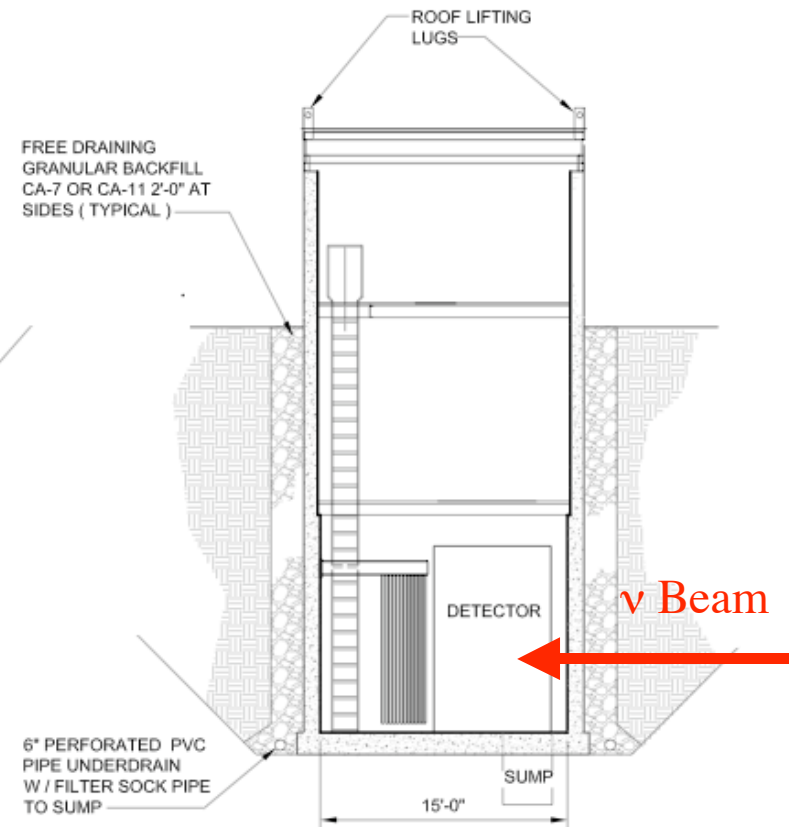 ROOF LIFTING
LUGS
FREE DRAINING
GRANULAR BACKFILL
CA-7 OR CA-11 2'-0" AT
SIDES ( TYPICAL )
DETECTOR
ν Beam
6" PERFORATED PVC
PIPE UNDERDRAIN
W / FILTER SOCK PIPE
TO SUMP
SUMP
15'-0"